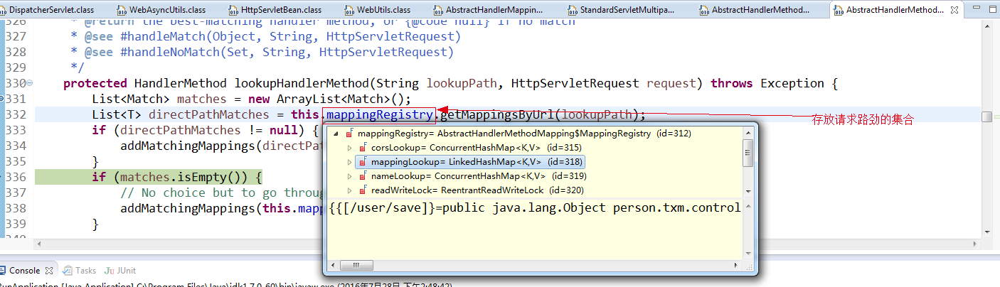 DispatcherServlet.class WebAsyncUtils.class HttpServletBean.class WebUtils.class AbstractHandlerMappin... StandardServletMultipa... AbstractHandlerMethod... AbstractHandlerMethod...
326 * @return the best-matching handler method, or {@code null} if no match
327 * @see #handleMatch(Object, String, HttpServletRequest)
328 * @see #handleNoMatch(Set, String, HttpServletRequest)
329 */
330 protected HandlerMethod lookupHandlerMethod(String lookupPath, HttpServletRequest request) throws Exception {
331 List<Match> matches = new ArrayList<Match>();
332 List<T> directPathMatches = this.mappingRegistry.getMappingsByUrl(lookupPath);
存放请求路劲的集合
333 if (directPathMatches != null) {
334 addMatchingMappings(directPat
335 }
336 if (matches.isEmpty()) {
337 // No choice but to go throug
338 addMatchingMappings(this.mapp
339 }
mappingRegistry= AbstractHandlerMethodMapping$MappingRegistry (id=312)
corsLookup= ConcurrentHashMap<K,V> (id=315)
mappingLookup= LinkedHashMap<K,V> (id=318)
nameLookup= ConcurrentHashMap<K,V> (id=319)
readWriteLock= ReentrantReadWriteLock (id=320)
{{[/user/save]}=public java.lang.Object person.txm.control
Console Tasks JUnit
RunApplication [Java Application] C:\Program Files\Java\jdk1.7.0_60\bin\javaw.exe (2016年7月28日 下午2:48:42)